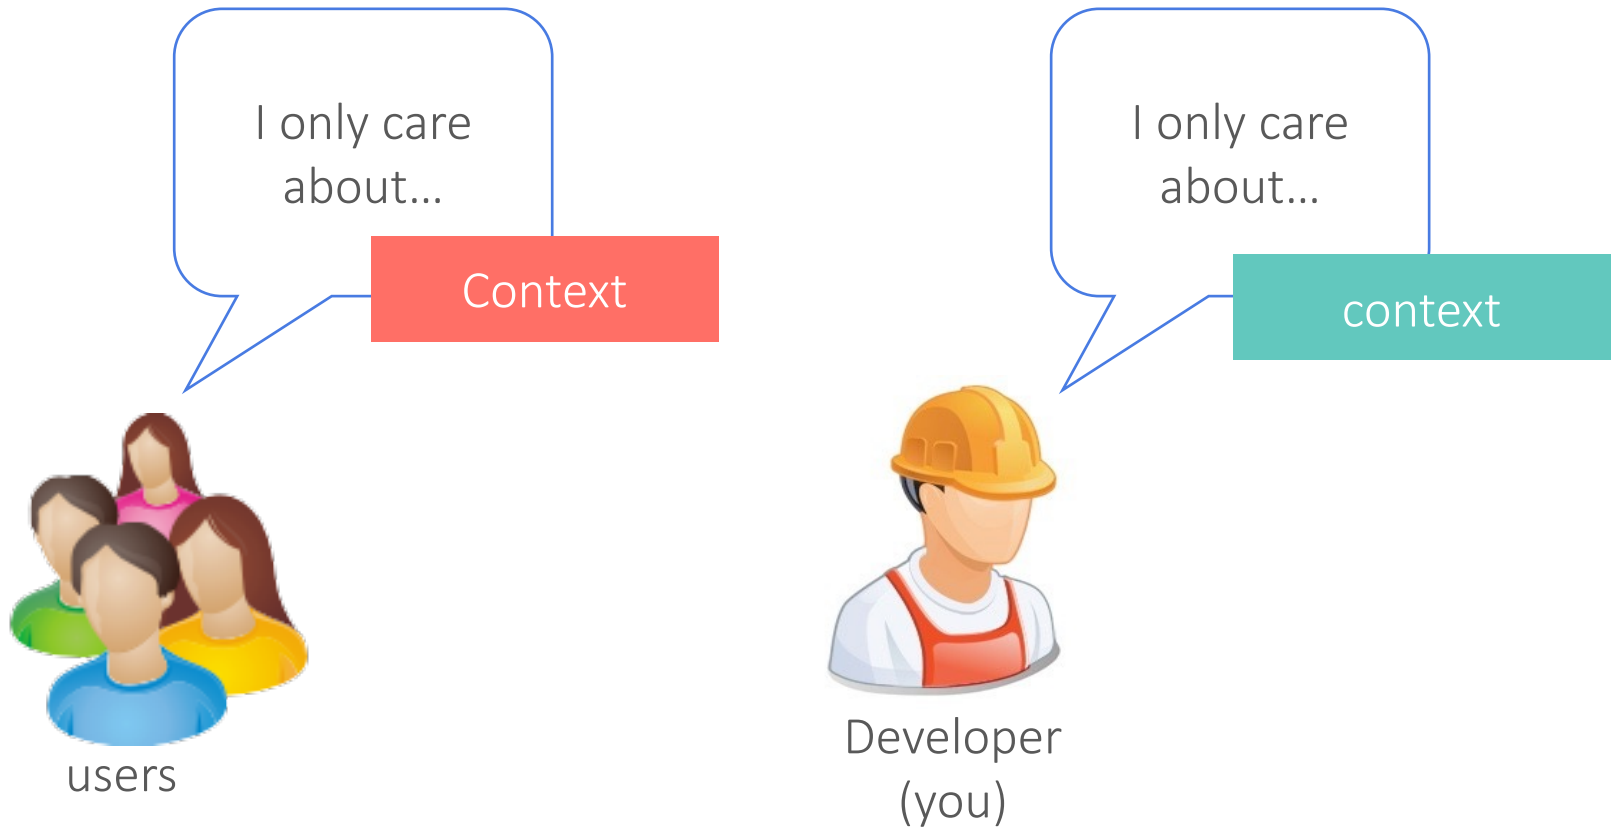 I only care
about...
Context
users
I only care
about...
context
Developer
(you)